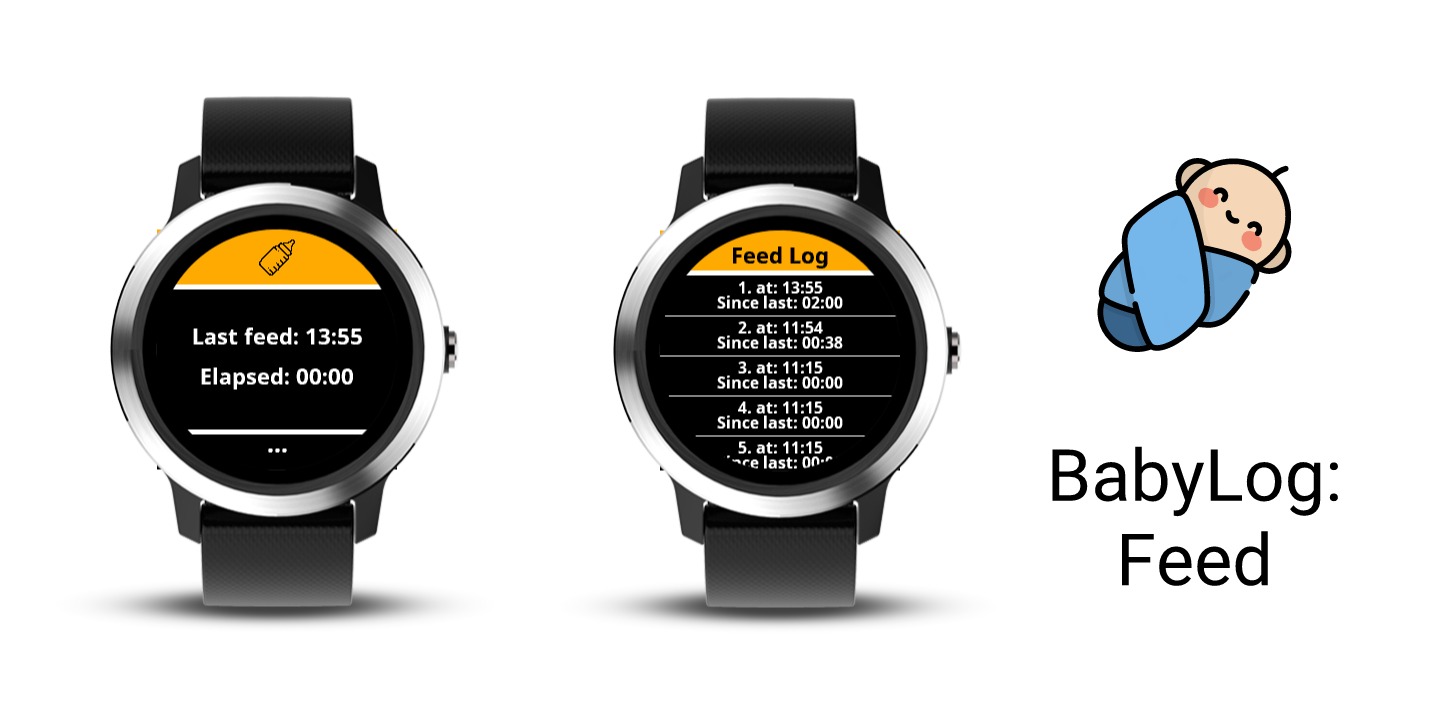 Last feed: 13:55
Elapsed: 00:00
...
Feed Log
1. at: 13:55
Since last: 02:00
2. at: 11:54
Since last: 00:38
3. at: 11:15
Since last: 00:00
4. at: 11:15
Since last: 00:00
5. at: 11:15
last:
BabyLog:
Feed